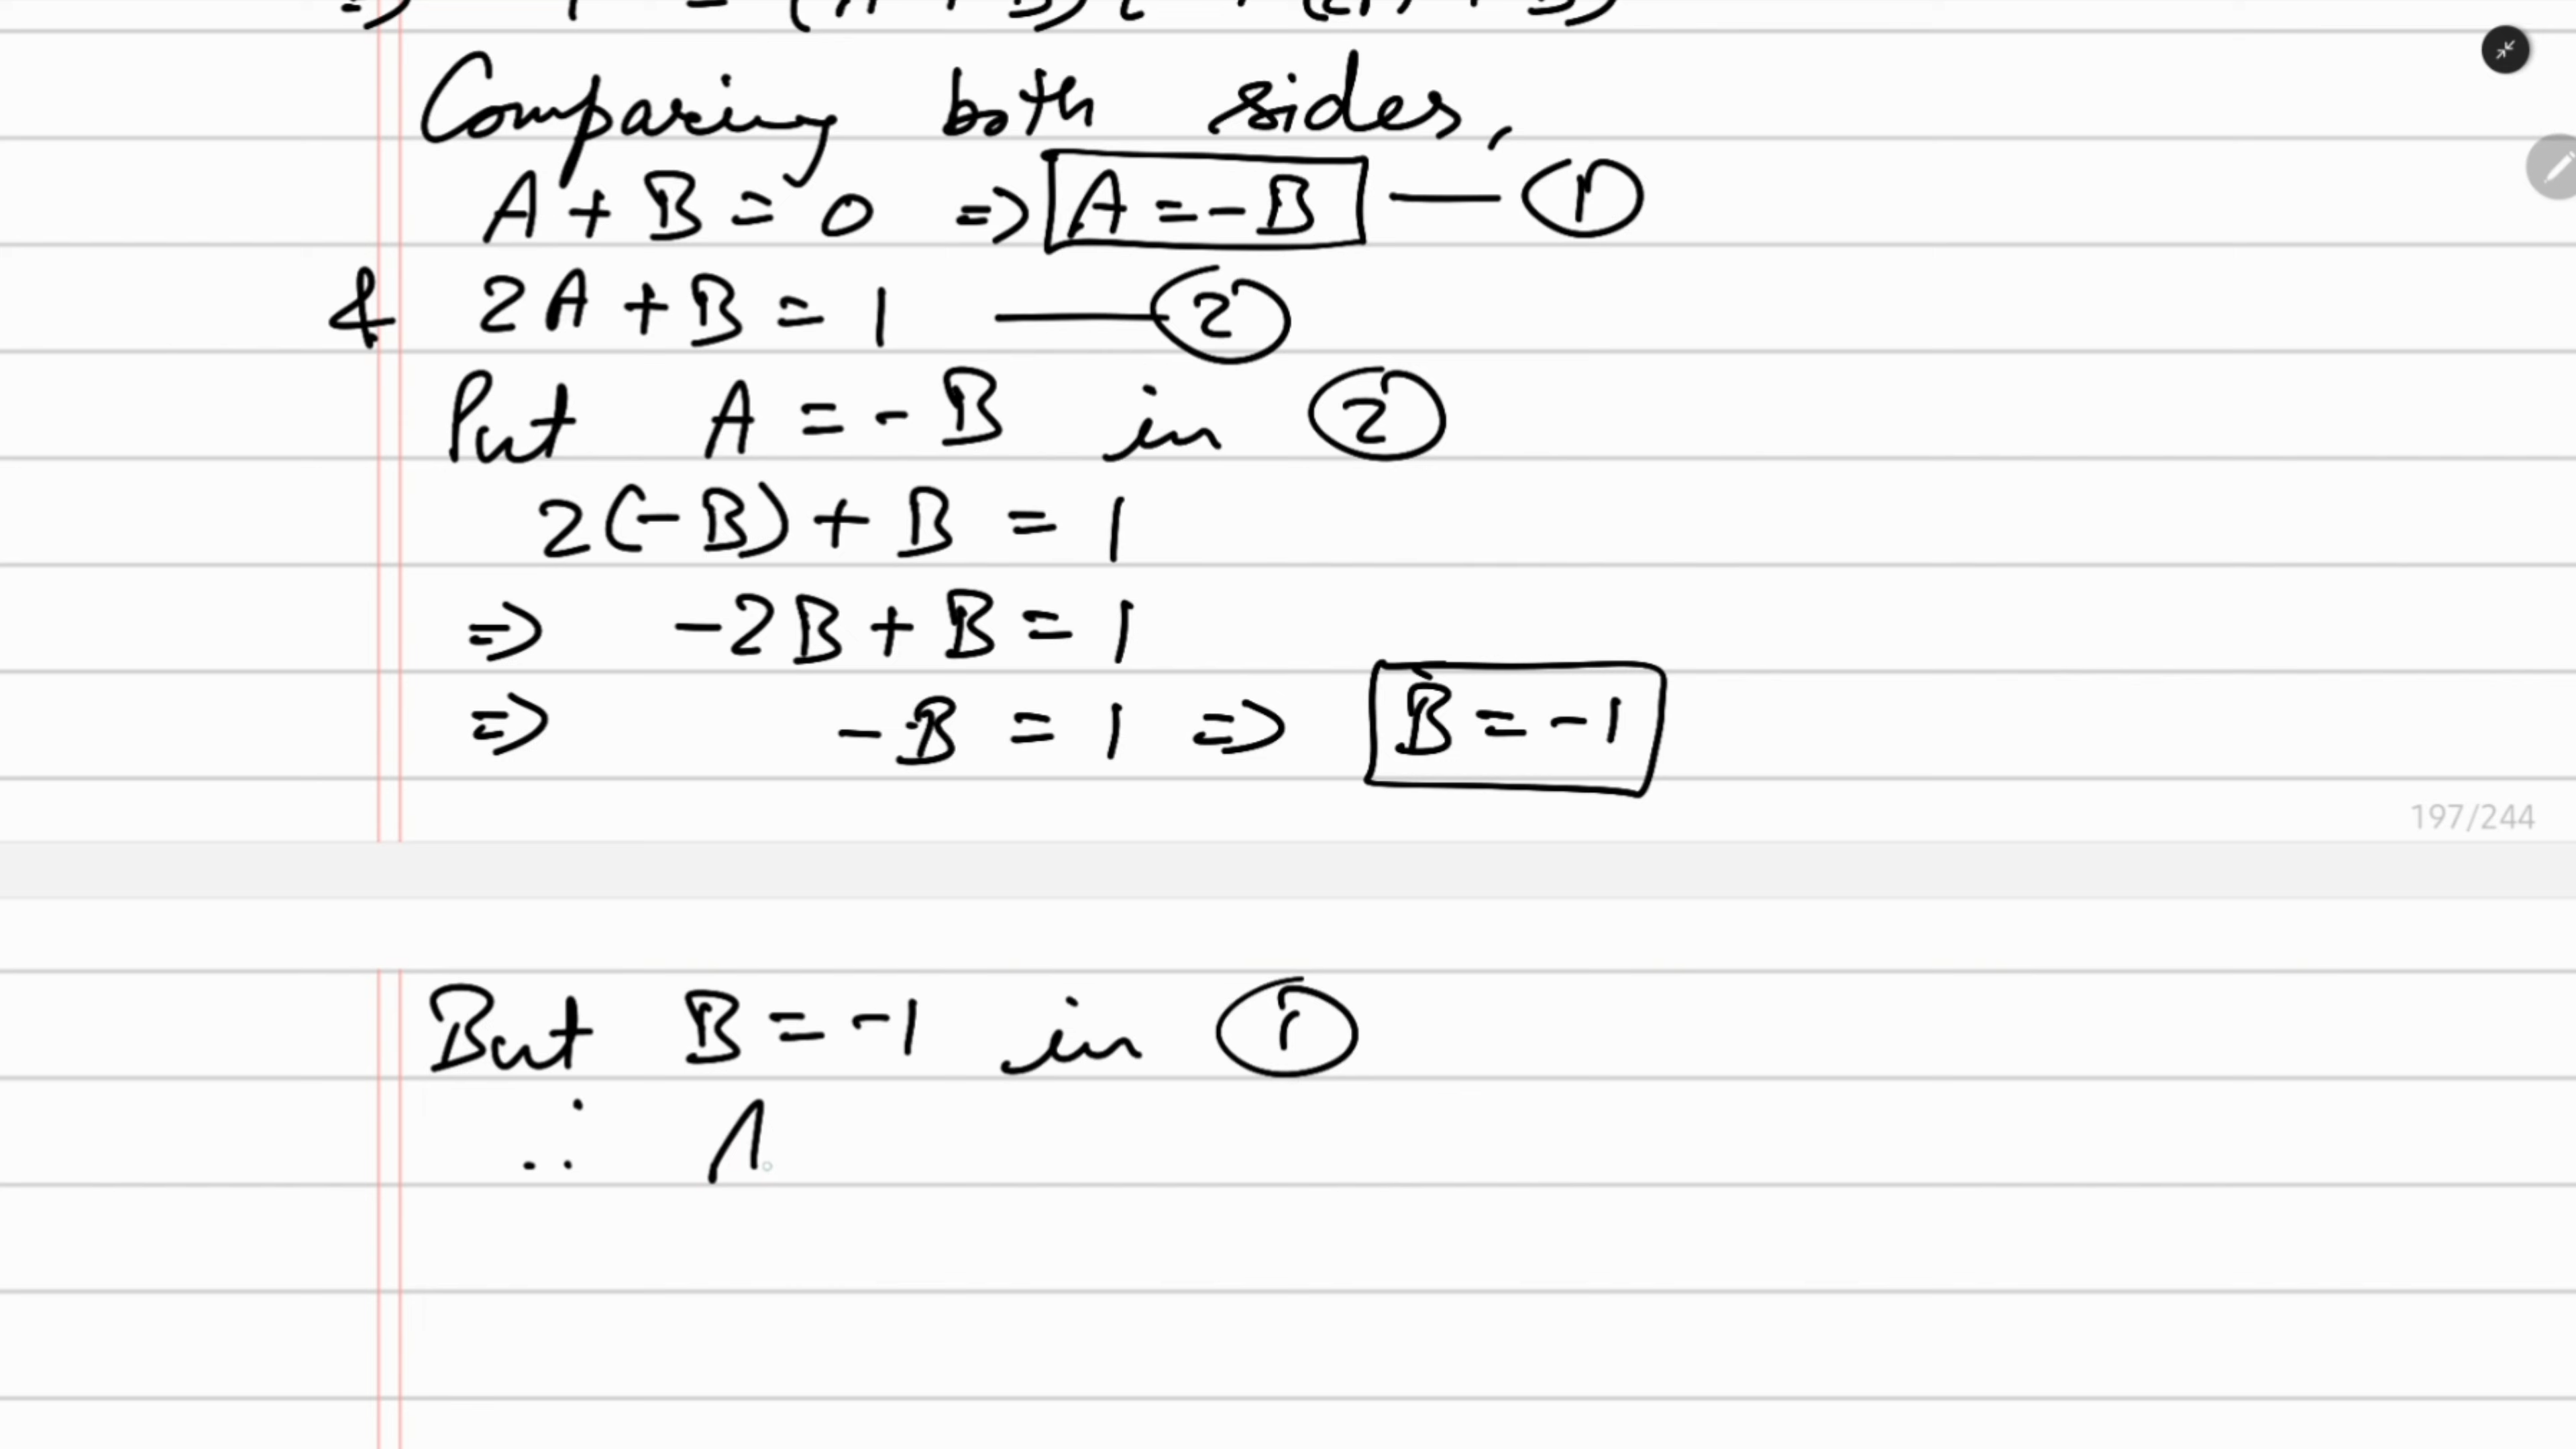 Comparing both sides,
A + B = 0 => A = - B — 1
& 2A + B = 1 — 2
Put A = - B in 2
2(- B) + B = 1
=> -2B + B = 1
=> -B = 1 => B = -1
197/244
But B = -1 in 1
∴